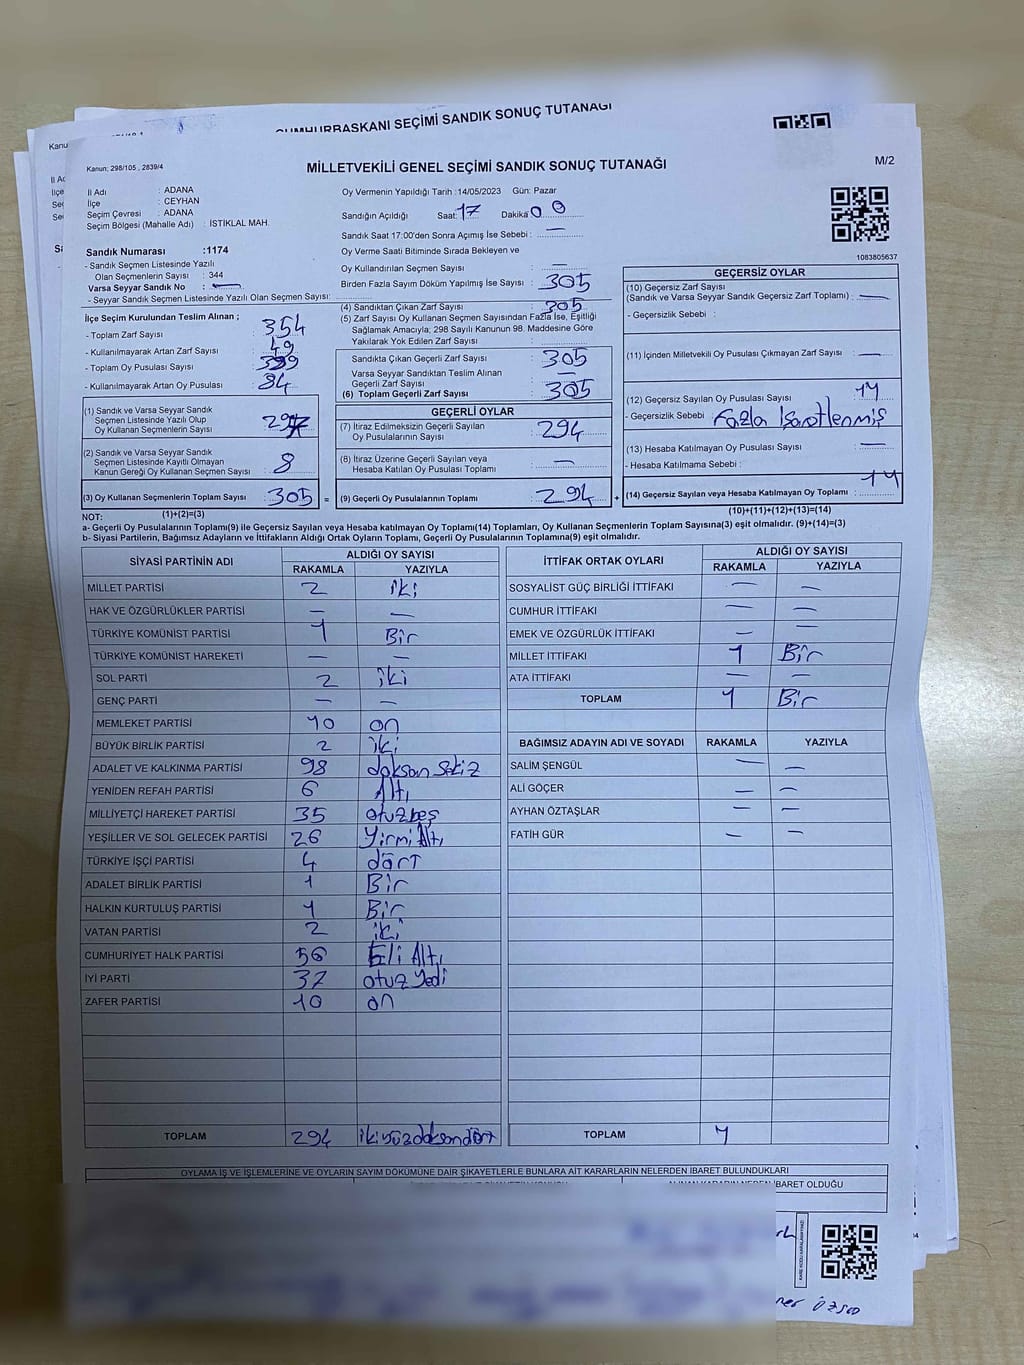 CUMHURBAŞKANI SEÇİMİ SANDIK SONUÇ TUTANAĞI
Kanun: 298/105 , 2839/4
MİLLETVEKİLİ GENEL SEÇİMİ SANDIK SONUÇ TUTANAĞI
M/2
İl Adı : ADANA
İlçe : CEYHAN
Seçim Çevresi : ADANA
Seçim Bölgesi (Mahalle Adı) : İSTİKLAL MAH.
Oy Vermenin Yapıldığı Tarih :14/05/2023 Gün: Pazar
Sandığın Açıldığı Saat: 17 Dakika 00
Sandık Saat 17:00'den Sonra Açımış İse Sebebi : —
Sandık Numarası :1174
- Sandık Seçmen Listesinde Yazılı
Olan Seçmenlerin Sayısı : 344
Varsa Seyyar Sandık No : —
- Seyyar Sandık Seçmen Listesinde Yazılı Olan Seçmen Sayısı:
Oy Verme Saati Bitiminde Sırada Bekleyen ve
Oy Kullandırılan Seçmen Sayısı —
Birden Fazla Sayım Döküm Yapılmış İse Sayısı : 305
1083805637
İlçe Seçim Kurulundan Teslim Alınan ;
- Toplam Zarf Sayısı : 354
- Kullanılmayarak Artan Zarf Sayısı : 49
- Toplam Oy Pusulası Sayısı : 399
- Kullanılmayarak Artan Oy Pusulası : 84
(4) Sandıktan Çıkan Zarf Sayısı : 305
(5) Zarf Sayısı Oy Kullanan Seçmen Sayısından Fazla İse, Eşitliği
Sağlamak Amacıyla; 298 Sayılı Kanunun 98. Maddesine Göre
Yakılarak Yok Edilen Zarf Sayısı :
Sandıkta Çıkan Geçerli Zarf Sayısı : 305
Varsa Seyyar Sandıktan Teslim Alınan
Geçerli Zarf Sayısı : —
(6) Toplam Geçerli Zarf Sayısı : 305
GEÇERSİZ OYLAR
(10) Geçersiz Zarf Sayısı
(Sandık ve Varsa Seyyar Sandık Geçersiz Zarf Toplamı) : —
- Geçersizlik Sebebi :
(11) İçinden Milletvekili Oy Pusulası Çıkmayan Zarf Sayısı : —
(12) Geçersiz Sayılan Oy Pusulası Sayısı : 11
- Geçersizlik Sebebi : Fazla İşaretlenmiş
(13) Hesaba Katılmayan Oy Pusulası Sayısı : —
- Hesaba Katılmama Sebebi :
(14) Geçersiz Sayılan veya Hesaba Katılmayan Oy Toplamı : 11
(10)+(11)+(12)+(13)=(14)
(1) Sandık ve Varsa Seyyar Sandık
Seçmen Listesinde Yazılı Olup
Oy Kullanan Seçmenlerin Sayısı : 297
(2) Sandık ve Varsa Seyyar Sandık
Seçmen Listesinde Kayıtlı Olmayan
Kanun Gereği Oy Kullanan Seçmen Sayısı : 8
(3) Oy Kullanan Seçmenlerin Toplam Sayısı : 305 =
(1)+(2)=(3)
GEÇERLİ OYLAR
(7) İtiraz Edilmeksizin Geçerli Sayılan
Oy Pusulalarının Sayısı : 294
(8) İtiraz Üzerine Geçerli Sayılan veya
Hesaba Katılan Oy Pusulası Toplamı : —
(9) Geçerli Oy Pusulalarının Toplamı : 294 +
NOT:
a- Geçerli Oy Pusulalarının Toplamı(9) ile Geçersiz Sayılan veya Hesaba katılmayan Oy Toplamı(14) Toplamları, Oy Kullanan Seçmenlerin Toplam Sayısına(3) eşit olmalıdır. (9)+(14)=(3)
b- Siyasi Partilerin, Bağımsız Adayların ve İttifakların Aldığı Ortak Oyların Toplamı, Geçerli Oy Pusulalarının Toplamına(9) eşit olmalıdır.
SİYASİ PARTİNİN ADI ALDIĞI OY SAYISI
RAKAMLA YAZIYLA
MİLLET PARTİSİ 2 iki
HAK VE ÖZGÜRLÜKLER PARTİSİ — —
TÜRKİYE KOMÜNİST PARTİSİ 1 Bir
TÜRKİYE KOMÜNİST HAREKETİ — —
SOL PARTİ 2 iki
GENÇ PARTİ — —
MEMLEKET PARTİSİ 10 on
BÜYÜK BİRLİK PARTİSİ 2 iki
ADALET VE KALKINMA PARTİSİ 98 doksan Sekiz
YENİDEN REFAH PARTİSİ 6 Altı
MİLLİYETÇİ HAREKET PARTİSİ 35 otuzbeş
YEŞİLLER VE SOL GELECEK PARTİSİ 26 Yirmi Altı
TÜRKİYE İŞÇİ PARTİSİ 4 dört
ADALET BİRLİK PARTİSİ 1 Bir
HALKIN KURTULUŞ PARTİSİ 1 Bir
VATAN PARTİSİ 2 iki
CUMHURİYET HALK PARTİSİ 56 Elli Altı
İYİ PARTİ 37 otuz yedi
ZAFER PARTİSİ 10 on
TOPLAM 294 ikiyüzdoksandört
İTTİFAK ORTAK OYLARI ALDIĞI OY SAYISI
RAKAMLA YAZIYLA
SOSYALİST GÜÇ BİRLİĞİ İTTİFAKI — —
CUMHUR İTTİFAKI — —
EMEK VE ÖZGÜRLÜK İTTİFAKI — —
MİLLET İTTİFAKI 1 Bir
ATA İTTİFAKI — —
TOPLAM 1 Bir
BAĞIMSIZ ADAYIN ADI VE SOYADI RAKAMLA YAZIYLA
SALİM ŞENGÜL — —
ALİ GÖÇER — —
AYHAN ÖZTAŞLAR — —
FATİH GÜR — —
TOPLAM 1
OYLAMA İŞ VE İŞLEMLERİNE VE OYLARIN SAYIM DÖKÜMÜNE DAİR ŞİKAYETLERLE BUNLARA AİT KARARLARIN NELERDEN İBARET BULUNDUKLARI